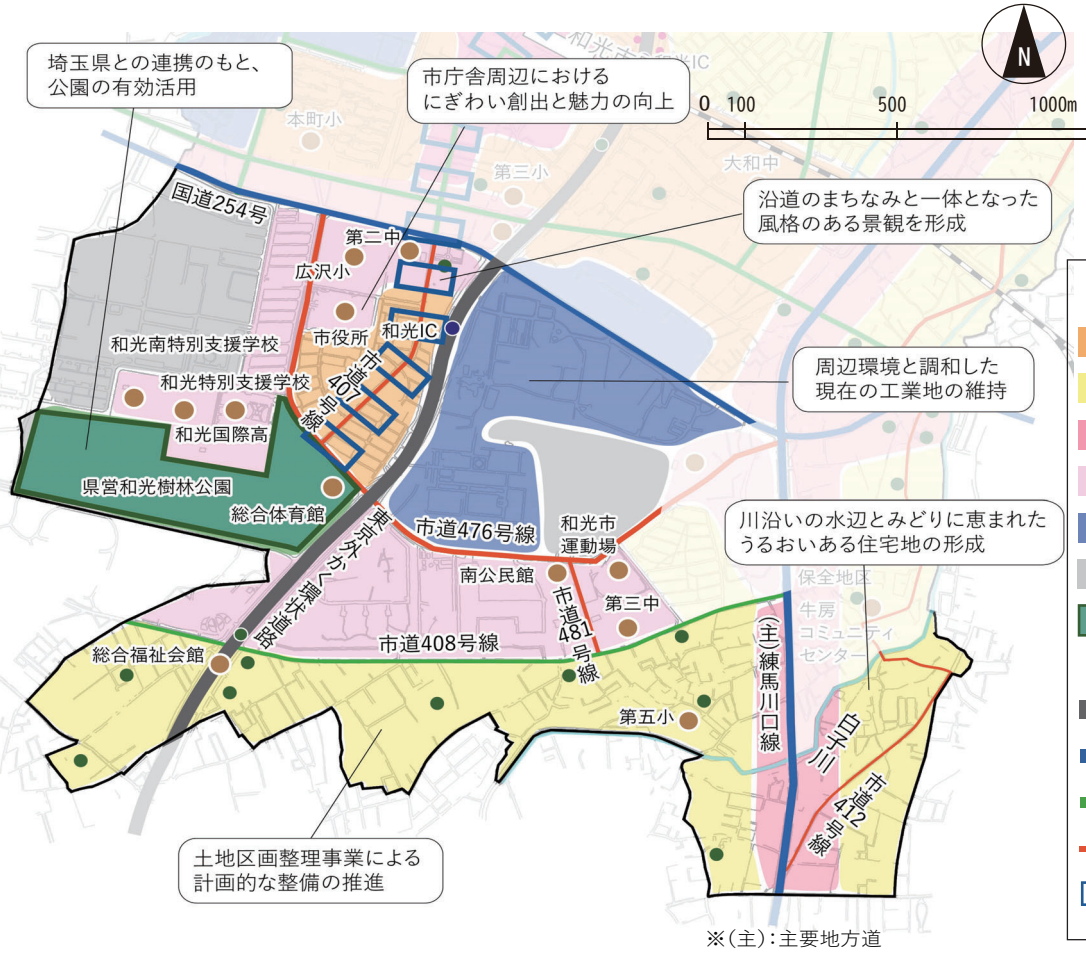 埼玉県との連携のもと、
公園の有効活用
市庁舎周辺における
にぎわい創出と魅力の向上
和光市
和光IC
N
0 100 500 1000m
本町小
第三小
大和中
沿道のまちなみと一体となった
風格のある景観を形成
国道254号
第二中
広沢小
市役所
和光IC
和光南特別支援学校
市道407号線
和光特別支援学校
和光国際高
周辺環境と調和した
現在の工業地の維持
県営和光樹林公園
総合体育館
東京外かく環状道路
市道476号線
和光市
運動場
川沿いの水辺とみどりに恵まれた
うるおいある住宅地の形成
南公民館
市道481号線
第三中
保全地区
牛房
コミュニティ
センター
市道408号線
総合福祉会館
(主)練馬川口線
第五小
白子川
市道412号線
土地区画整理事業による
計画的な整備の推進
※(主):主要地方道